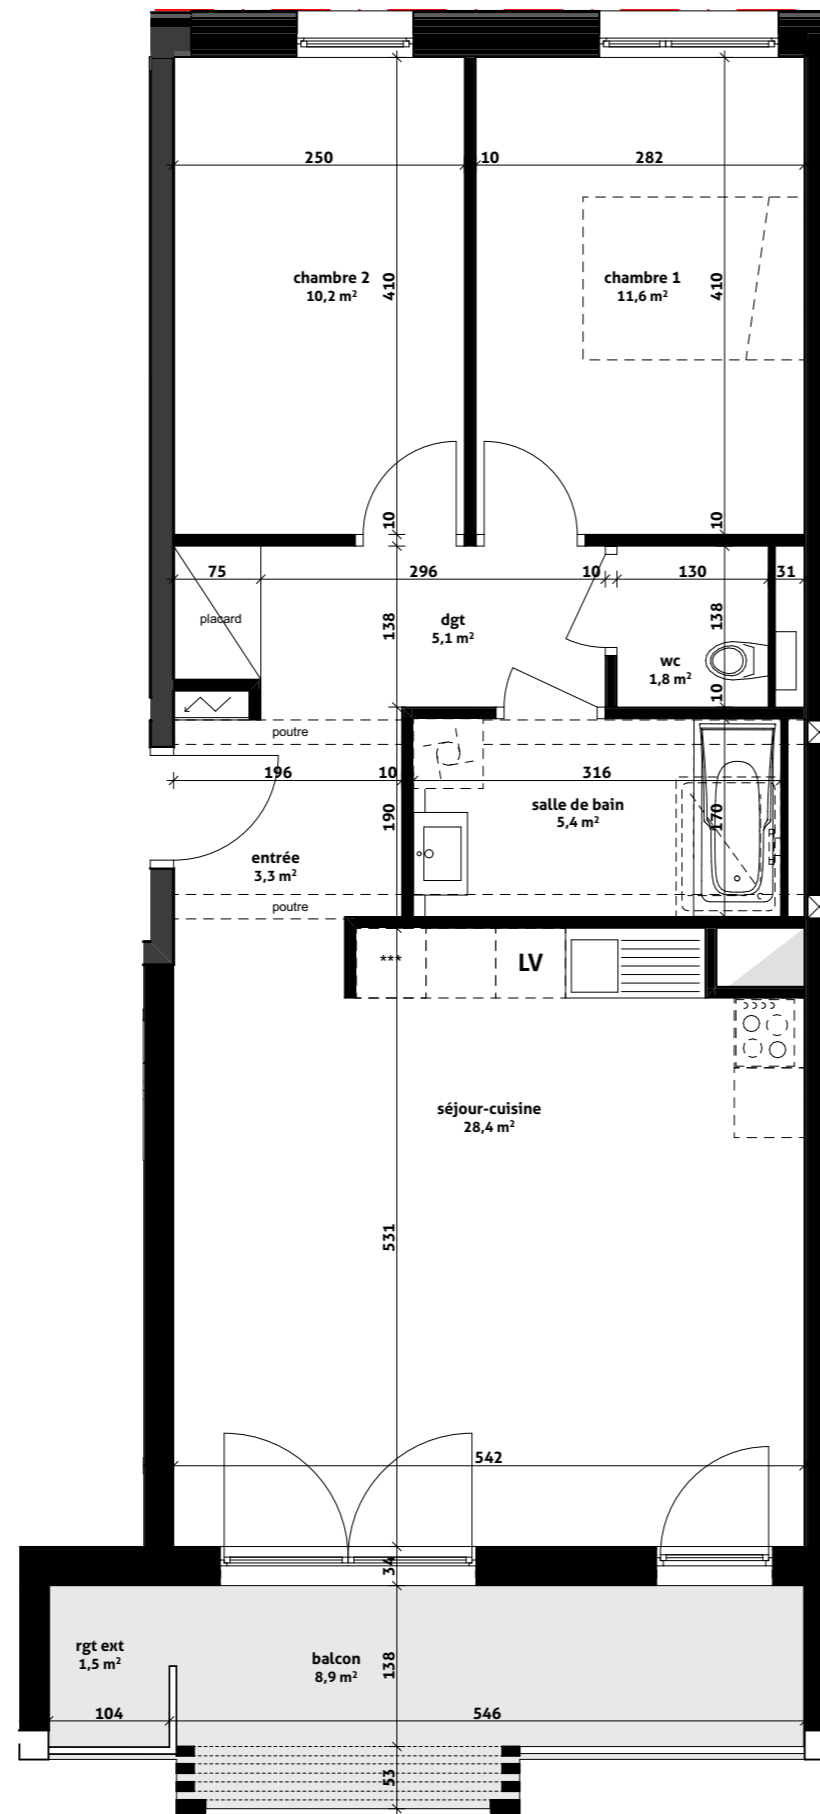 250
10
282
chambre 2
10,2 m²
410
chambre 1
11,6 m²
410
10
10
75
296
10
130
31
placard
138
dgt
5,1 m²
138
wc
1,8 m²
10
poutre
196
10
316
190
salle de bain
5,4 m²
170
entrée
3,3 m²
poutre
***
LV
séjour-cuisine
28,4 m²
531
542
34
rgt ext
1,5 m²
balcon
8,9 m²
138
104
546
53